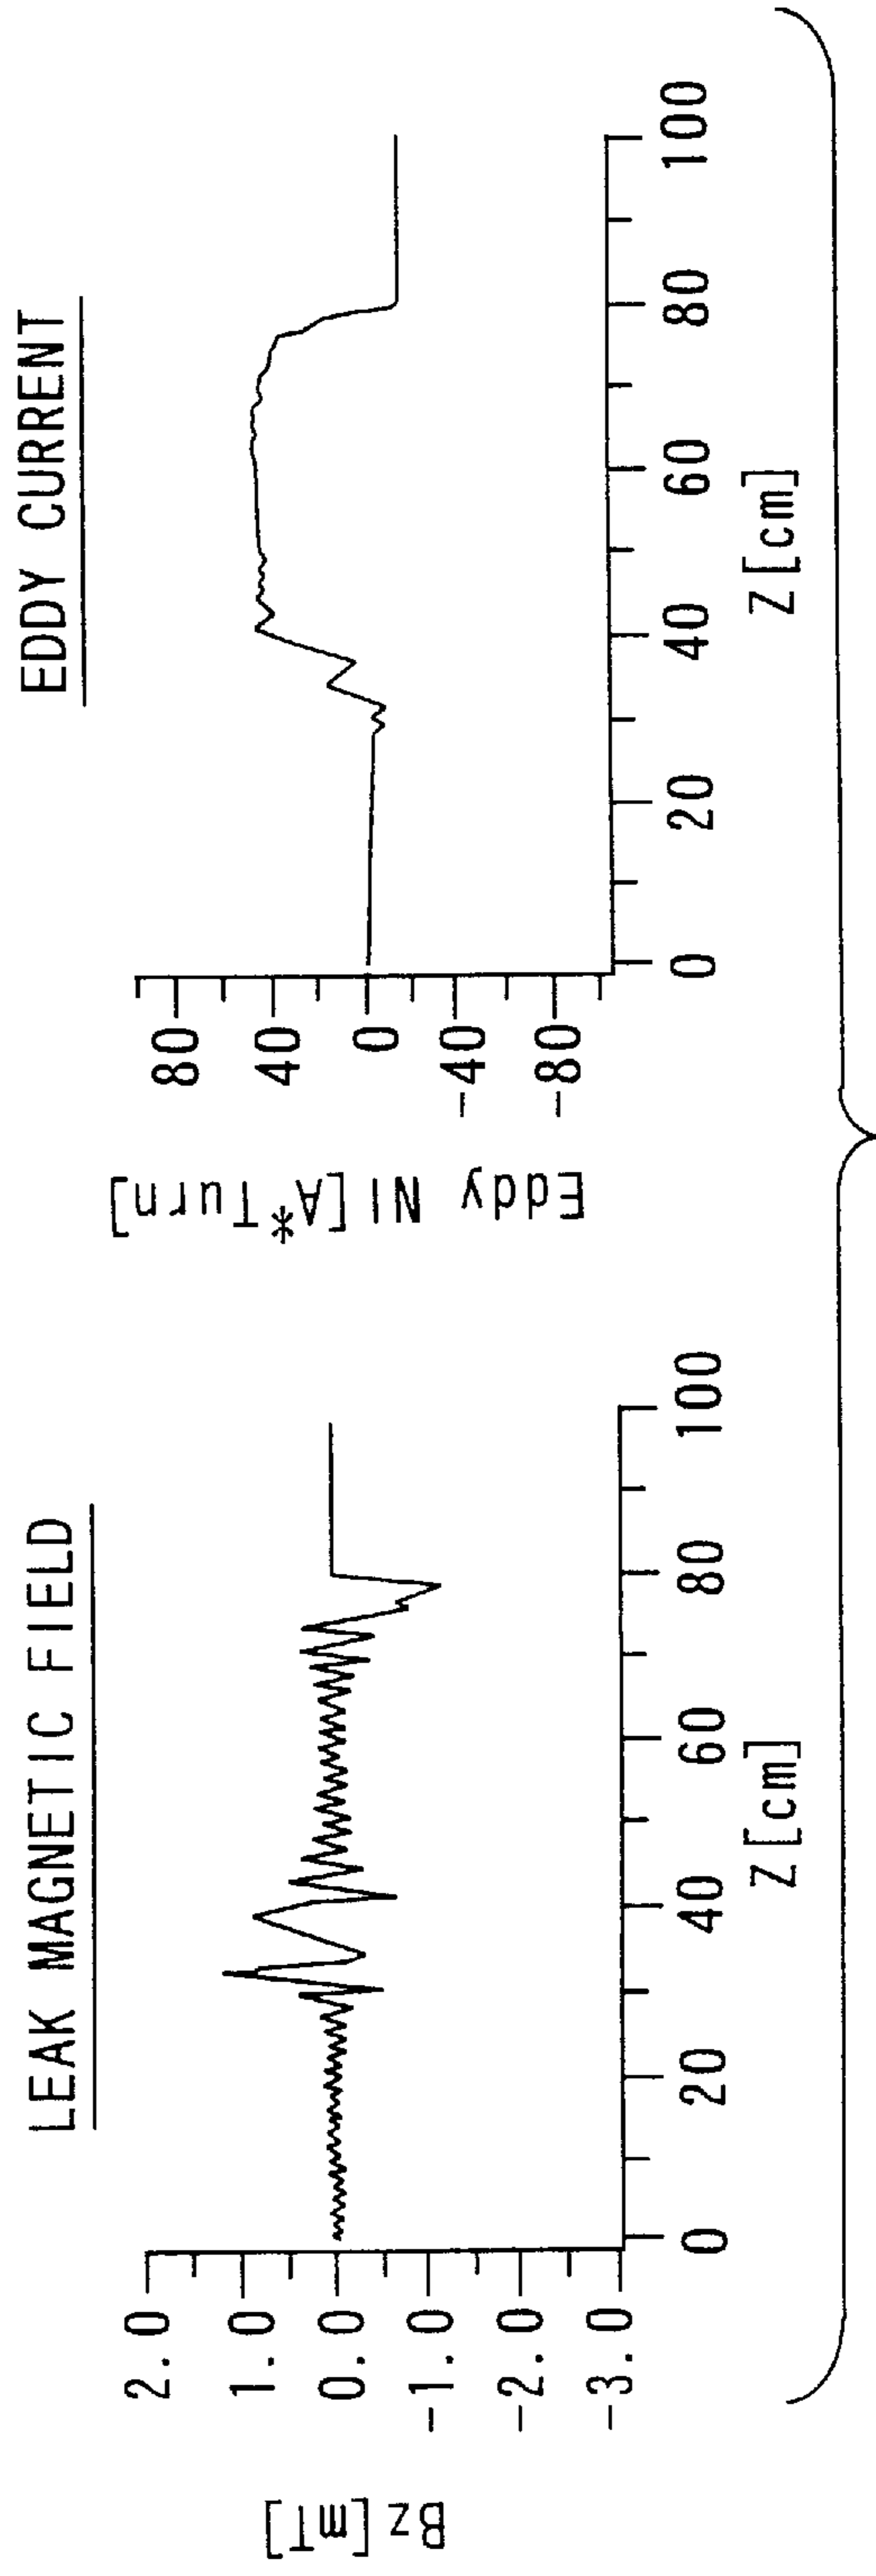 LEAK MAGNETIC FIELD
Bz[mT]
2.0
1.0
0.0
-1.0
-2.0
-3.0
0 20 40 60 80 100
Z[cm]
EDDY CURRENT
Eddy NI[A*Turn]
80
40
0
-40
-80
0 20 40 60 80 100
Z[cm]